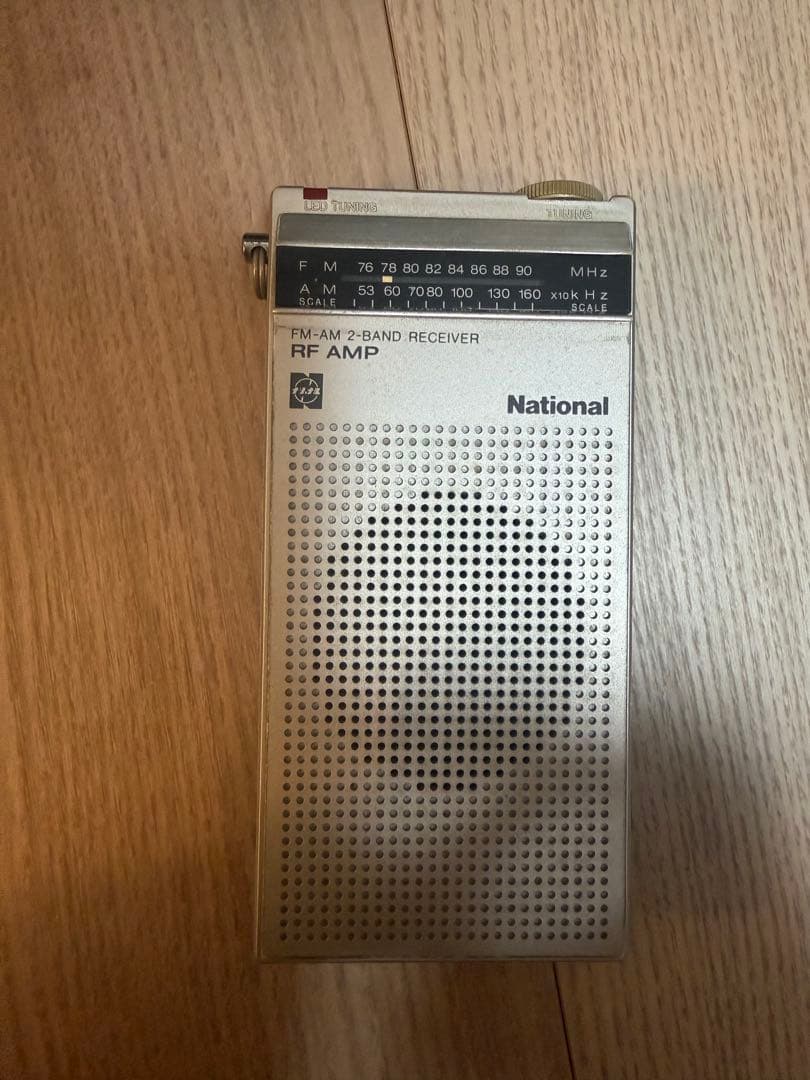 LED TUNING
TUNING
F M 76 78 80 82 84 86 88 90 MHz
A M 53 60 70 80 100 130 160 x10k Hz
SCALE SCALE
FM-AM 2-BAND RECEIVER
RF AMP
National